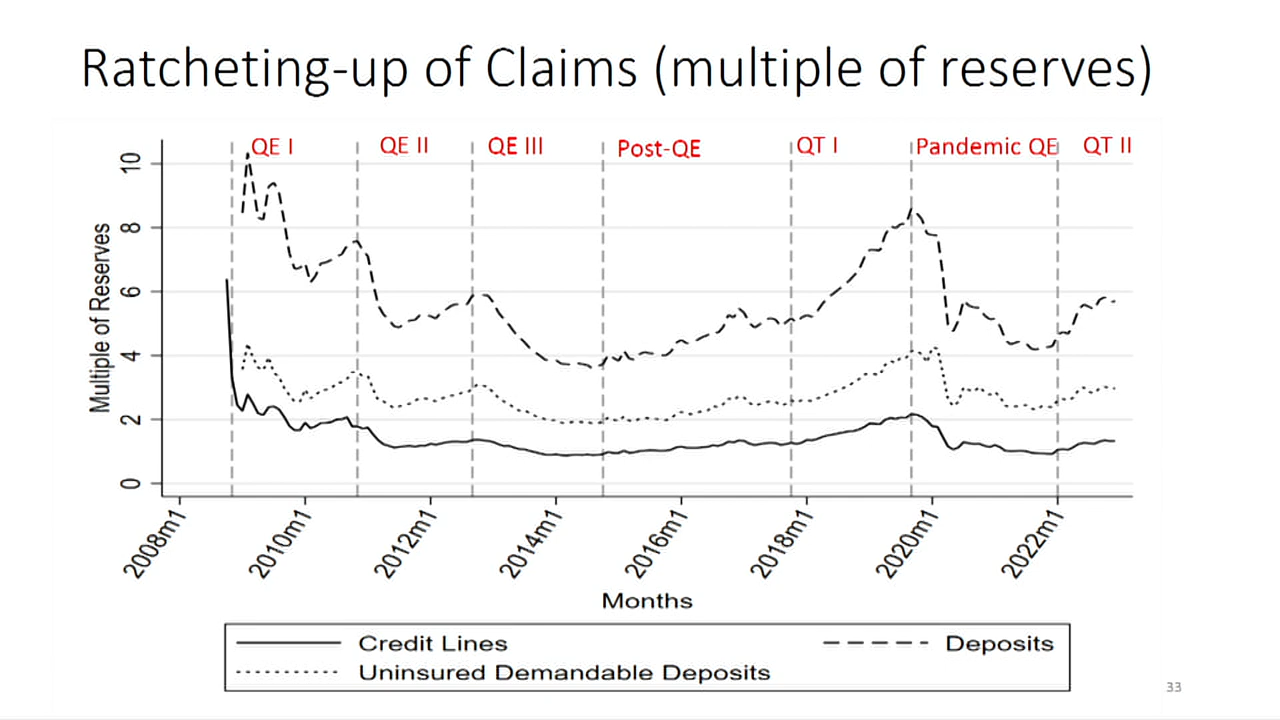 Ratcheting-up of Claims (multiple of reserves)
QE I QE II QE III Post-QE QT I Pandemic QE QT II
Multiple of Reserves
10
8
6
4
2
0
2008m1 2010m1 2012m1 2014m1 2016m1 2018m1 2020m1 2022m1
Months
Credit Lines Deposits
Uninsured Demandable Deposits
33